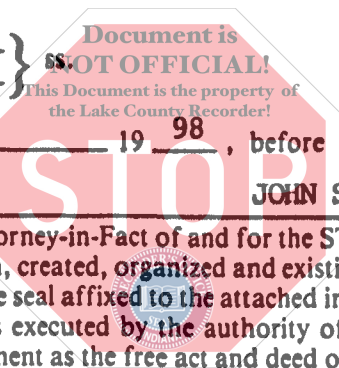 Document is
ss.
NOT OFFICIAL!
This Document is the property of
the Lake County Recorder!
19 98, before
STOP
JOHN S
orney-in-Fact of and for the ST
, created, organized and existi
e seal affixed to the attached in
s executed by the authority of
ment as the free act and deed o